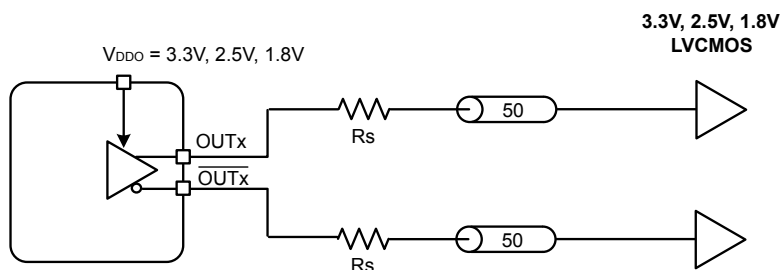 3.3V, 2.5V, 1.8V
LVCMOS
VDDO = 3.3V, 2.5V, 1.8V
OUTx
Rs
50
OUTx
Rs
50